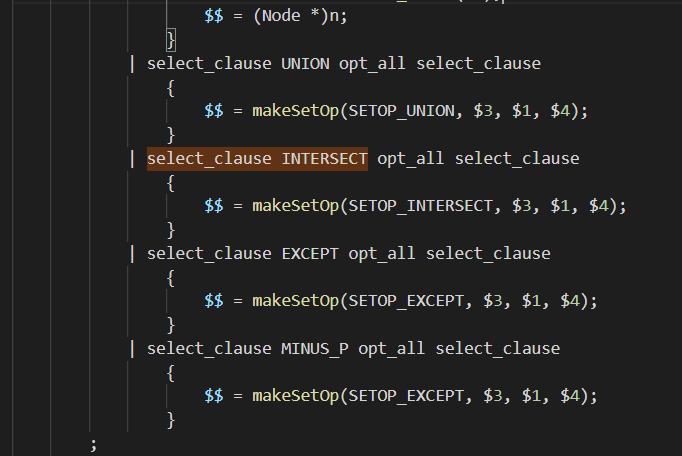 $$ = (Node *)n;
}
| select_clause UNION opt_all select_clause
{
$$ = makeSetOp(SETOP_UNION, $3, $1, $4);
}
| select_clause INTERSECT opt_all select_clause
{
$$ = makeSetOp(SETOP_INTERSECT, $3, $1, $4);
}
| select_clause EXCEPT opt_all select_clause
{
$$ = makeSetOp(SETOP_EXCEPT, $3, $1, $4);
}
| select_clause MINUS_P opt_all select_clause
{
$$ = makeSetOp(SETOP_EXCEPT, $3, $1, $4);
}
;